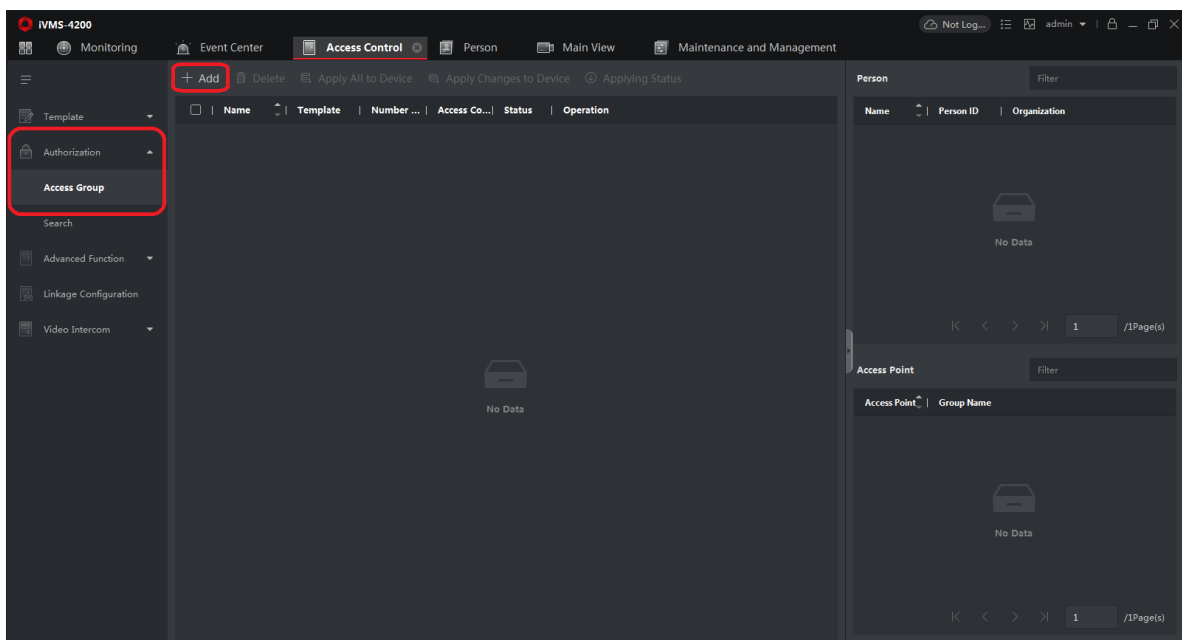 iVMS-4200
Not Log... admin
Monitoring Event Center Access Control Person Main View Maintenance and Management
+ Add Delete Apply All to Device Apply Changes to Device Applying Status
Template
Authorization
Access Group
Search
Advanced Function
Linkage Configuration
Video Intercom
Name | Template | Number ... | Access Co...| Status | Operation
No Data
Person Filter
Name | Person ID | Organization
No Data
1 /1Page(s)
Access Point Filter
Access Point | Group Name
No Data
1 /1Page(s)